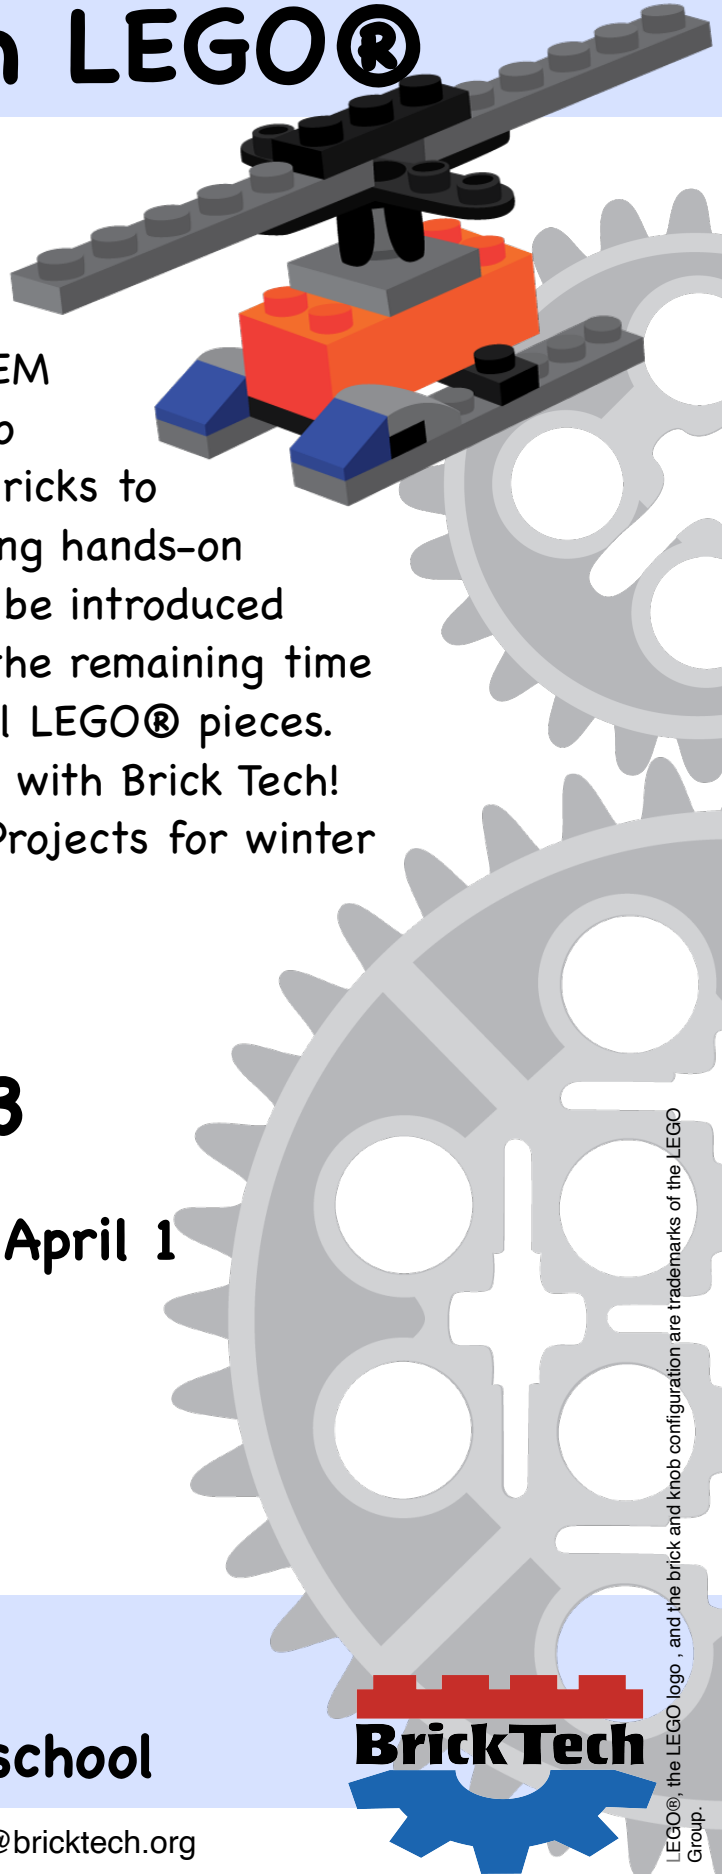 n LEGO®
EM
o
ricks to
ng hands-on
be introduced
the remaining time
l LEGO® pieces.
with Brick Tech!
Projects for winter
3
April 1
school
@bricktech.org
BrickTech
LEGO®, the LEGO logo , and the brick and knob configuration are trademarks of the LEGO
Group.